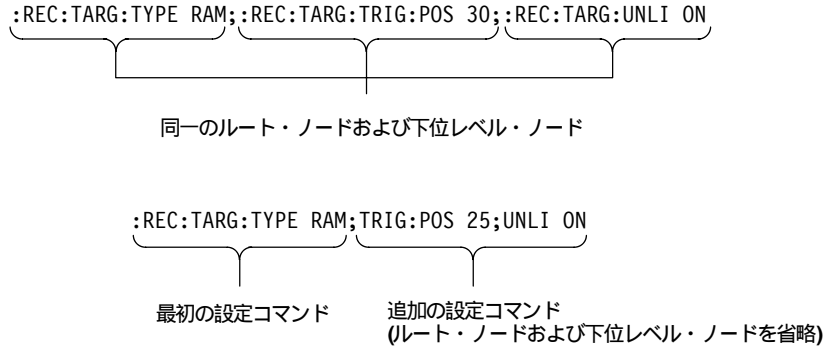 :REC:TARG:TYPE RAM;:REC:TARG:TRIG:POS 30;:REC:TARG:UNLI ON
同一のルート・ノードおよび下位レベル・ノード
:REC:TARG:TYPE RAM;TRIG:POS 25;UNLI ON
最初の設定コマンド
追加の設定コマンド
(ルート・ノードおよび下位レベル・ノードを省略)